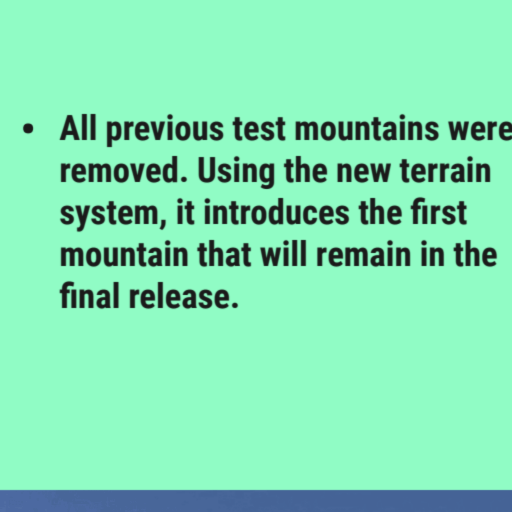 • All previous test mountains were
removed. Using the new terrain
system, it introduces the first
mountain that will remain in the
final release.